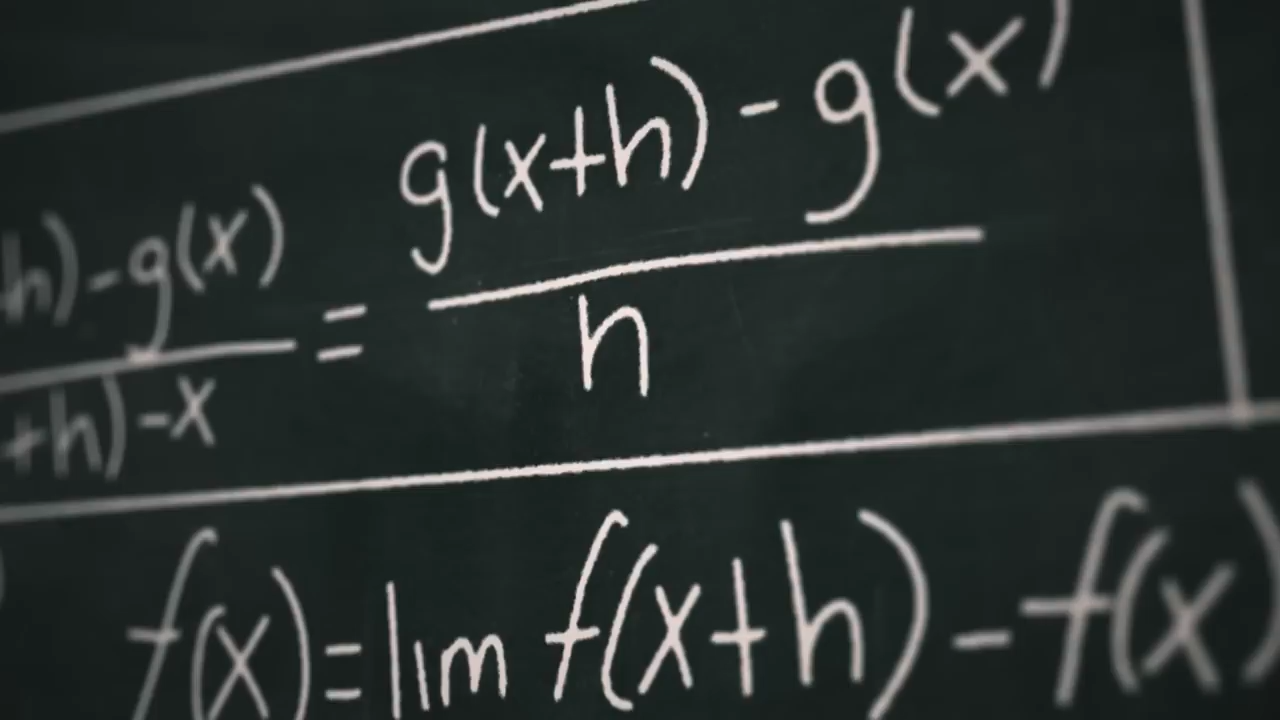 h) - g(x) = g(x+h) - g(x)
+h) - x h
f(x) = lim f(x+h) - f(x)